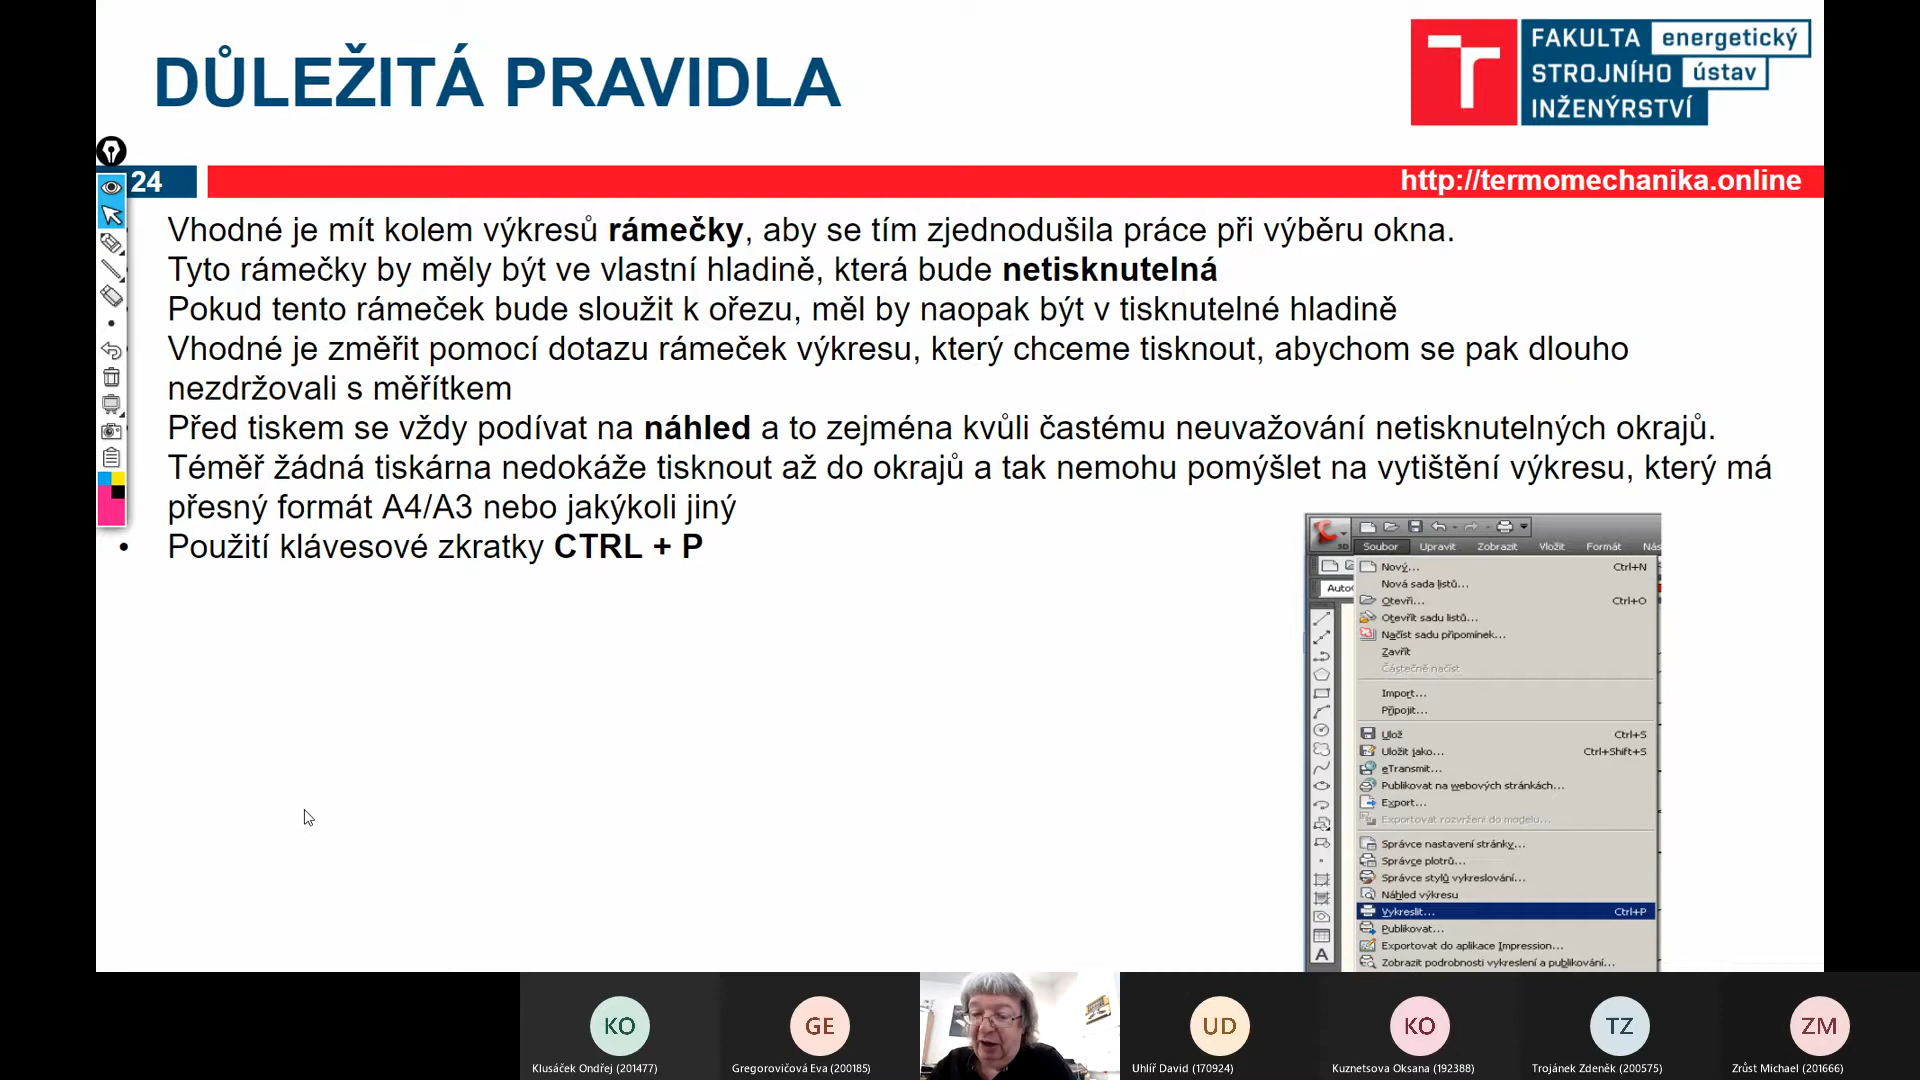 DŮLEŽITÁ PRAVIDLA
FAKULTA energetický
STROJNÍHO ústav
INŽENÝRSTVÍ
24
http://termomechanika.online
Vhodné je mít kolem výkresů rámečky, aby se tím zjednodušila práce při výběru okna.
Tyto rámečky by měly být ve vlastní hladině, která bude netisknutelná
Pokud tento rámeček bude sloužit k ořezu, měl by naopak být v tisknutelné hladině
Vhodné je změřit pomocí dotazu rámeček výkresu, který chceme tisknout, abychom se pak dlouho
nezdržovali s měřítkem
Před tiskem se vždy podívat na náhled a to zejména kvůli častému neuvažování netisknutelných okrajů.
Téměř žádná tiskárna nedokáže tisknout až do okrajů a tak nemohu pomýšlet na vytištění výkresu, který má
přesný formát A4/A3 nebo jakýkoli jiný
• Použití klávesové zkratky CTRL + P
3D
Soubor Upravit Zobrazit Vložit Formát Nás
Auto
Nový... Ctrl+N
Nová sada listů...
Otevři... Ctrl+O
Otevřít sadu listů...
Načíst sadu připomínek...
Zavřít
Částečně načíst
Import...
Připojit...
Ulož Ctrl+S
Uložit jako... Ctrl+Shift+S
eTransmit...
Publikovat na webových stránkách...
Export...
Exportovat rozvržení do modelu...
Správce nastavení stránky...
Správce plotrů...
Správce stylů vykreslování...
Náhled výkresu
Vykreslit... Ctrl+P
Publikovat...
Exportovat do aplikace Impression...
Zobrazit podrobnosti vykreslení a publikování...
A
KO GE UD KO TZ ZM
Klusáček Ondřej (201477) Gregorovičová Eva (200185) Uhlíř David (170924) Kuznetsova Oksana (192388) Trojánek Zdeněk (200575) Zrůst Michael (201666)